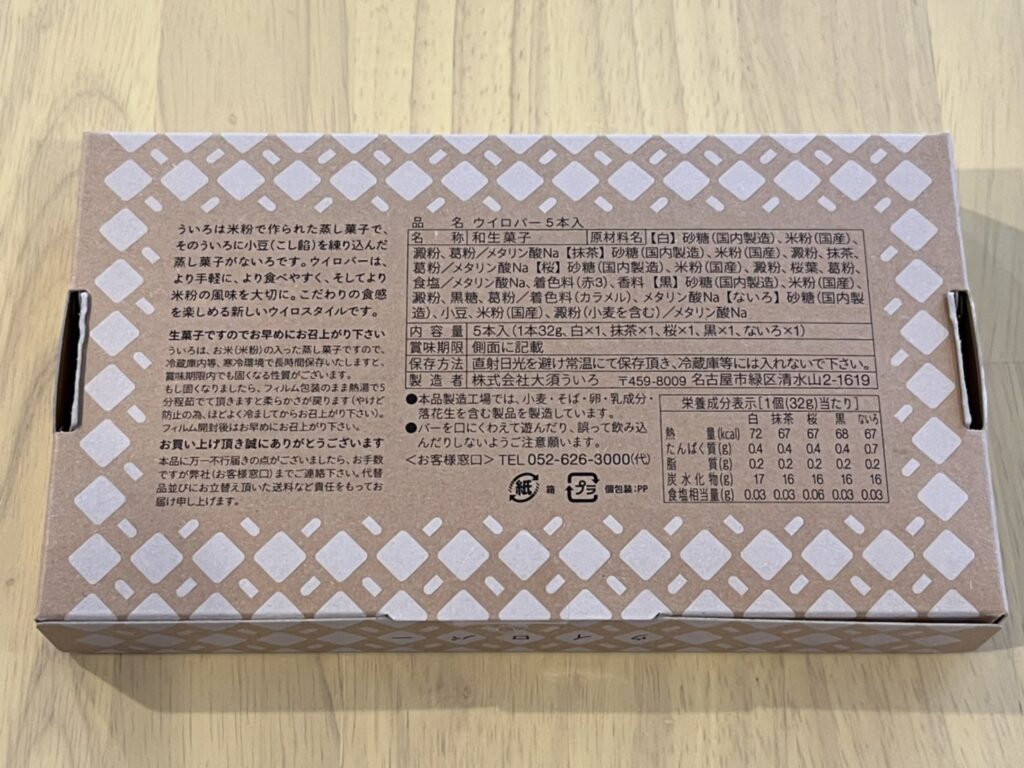 ういろは米粉で作られた蒸し菓子で、
そのういろに小豆(こし餡)を練り込んだ
蒸し菓子がないろです。ウイロバーは、
より手軽に、より食べやすく、そしてより
米粉の風味を大切に。こだわりの食感
を楽しめる新しいウイロスタイルです。
生菓子ですのでお早めにお召上がり下さい
ういろは、お米(米粉)の入った蒸し菓子ですので、
冷蔵庫内等、寒冷環境で長時間保存いたしますと、
賞味期限内でも固くなる性質がございます。
もし固くなりましたら、フィルム包装のまま熱湯で5
分程茹でて頂きますと柔らかさが戻ります(やけど
防止の為、ほどよく冷ましてからお召上がり下さい)。
フィルム開封後はお早めにお召上がり下さい。
お買い上げ頂き誠にありがとうございます
本品に万一不行届きの点がございましたら、お手数
ですが弊社(お客様窓口)までご連絡下さい。代替
品並びにお立替え頂いた送料など責任をもってお
届け申し上げます。
品 名 ウイロバー5本入
名 称 和生菓子 原材料名 【白】砂糖(国内製造)、米粉(国産)、
澱粉、葛粉／メタリン酸Na【抹茶】砂糖(国内製造)、米粉(国産)、澱粉、抹茶、
葛粉／メタリン酸Na【桜】砂糖(国内製造)、米粉(国産)、澱粉、桜葉、葛粉、
食塩／メタリン酸Na、着色料(赤3)、香料【黒】砂糖(国内製造)、米粉(国産)、
澱粉、黒糖、葛粉／着色料(カラメル)、メタリン酸Na【ないろ】砂糖(国内製
造)、小豆、米粉(国産)、澱粉(小麦を含む)／メタリン酸Na
内 容 量 5本入(1本32g、白×1、抹茶×1、桜×1、黒×1、ないろ×1)
賞味期限 側面に記載
保存方法 直射日光を避け常温にて保存頂き、冷蔵庫等には入れないで下さい。
製 造 者 株式会社大須ういろ 〒459-8009 名古屋市緑区清水山2-1619
●本品製造工場では、小麦・そば・卵・乳成分・
落花生を含む製品を製造しています。
●バーを口にくわえて遊んだり、誤って飲み込
んだりしないようご注意願います。
＜お客様窓口＞ TEL 052-626-3000(代)
紙 箱 プラ 個包装:PP
栄養成分表示[1個(32g)当たり]
白 抹茶 桜 黒 ないろ
熱 量(kcal) 72 67 67 68 67
たんぱく質(g) 0.4 0.4 0.4 0.4 0.7
脂 質(g) 0.2 0.2 0.2 0.2 0.2
炭水化物(g) 17 16 16 16 16
食塩相当量(g) 0.03 0.03 0.06 0.03 0.03
ウイロバー